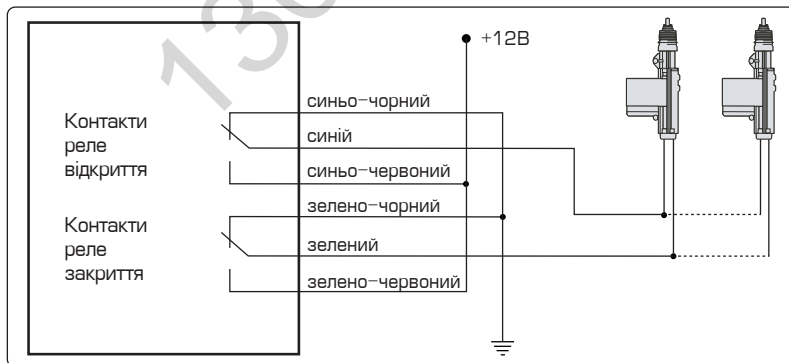 +12В
синьо-чорний
Контакти
реле
відкриття
синій
синьо-червоний
зелено-чорний
Контакти
реле
закриття
зелений
зелено-червоний